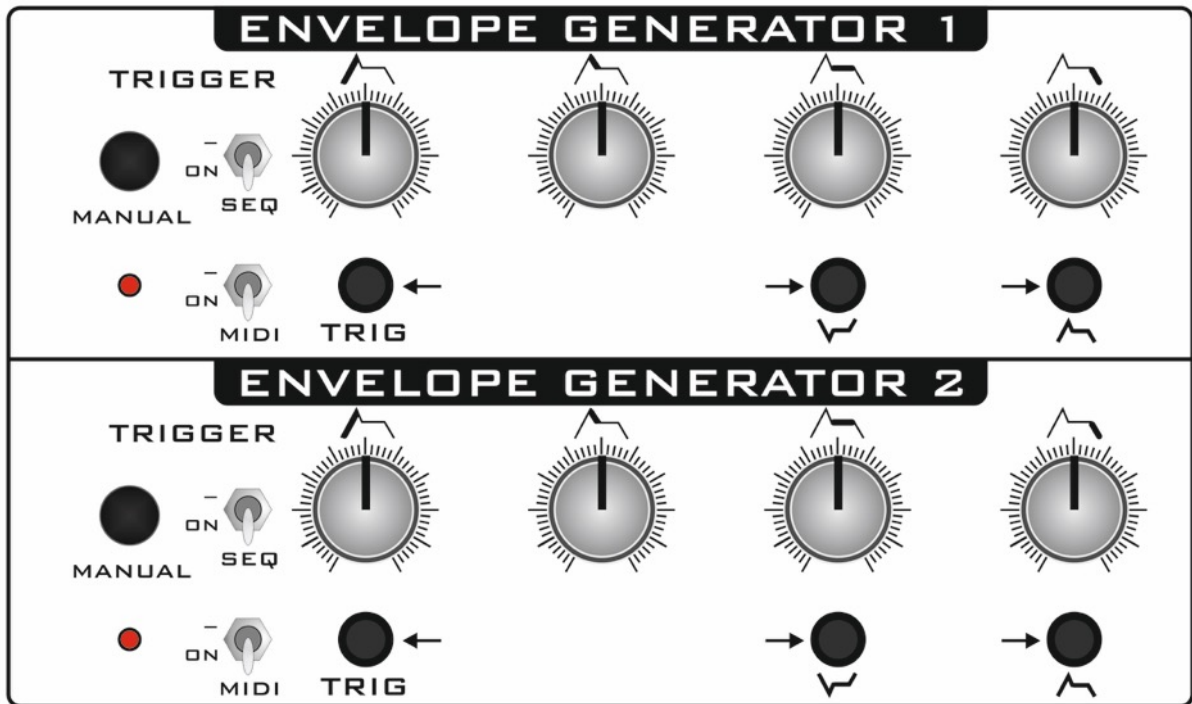 ENVELOPE GENERATOR 1
TRIGGER
ON
SEQ
MANUAL
ON
MIDI
TRIG
ENVELOPE GENERATOR 2
TRIGGER
ON
SEQ
MANUAL
ON
MIDI
TRIG